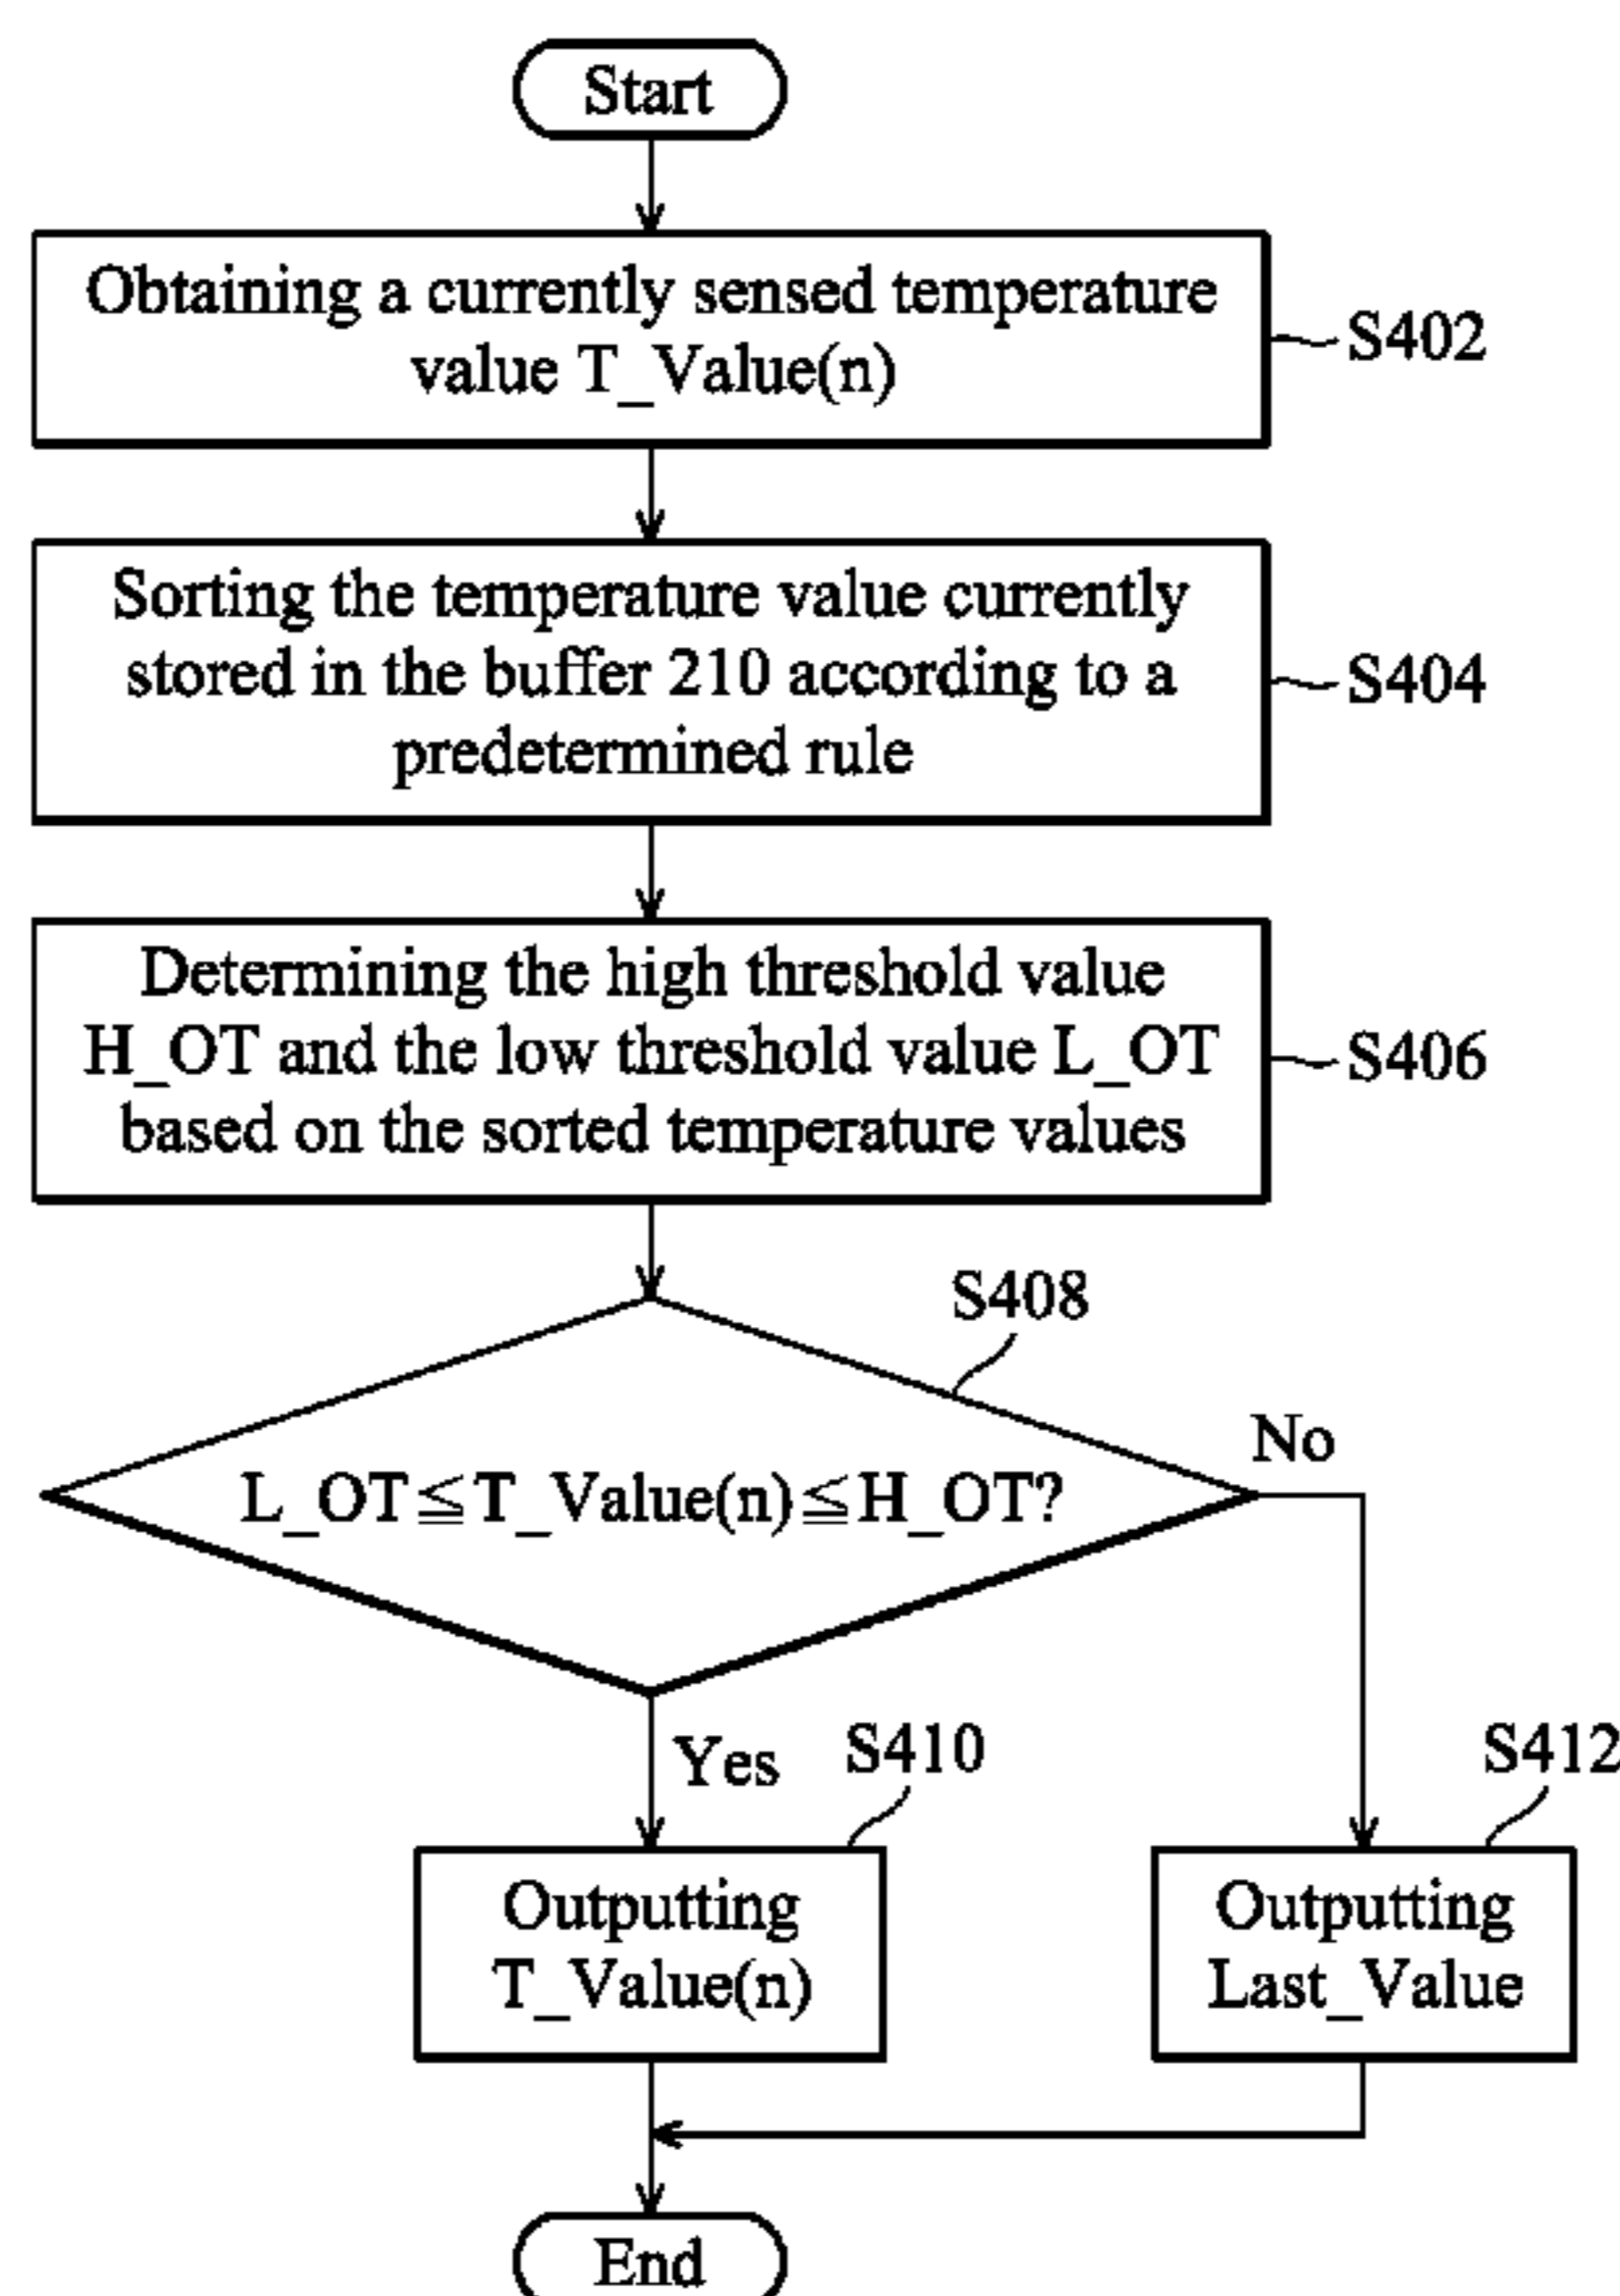 Start
Obtaining a currently sensed temperature
value T_Value(n)
S402
Sorting the temperature value currently
stored in the buffer 210 according to a
predetermined rule
S404
Determining the high threshold value
H_OT and the low threshold value L_OT
based on the sorted temperature values
S406
S408
L_OT≦T_Value(n)≦H_OT?
No
Yes
S410
S412
Outputting
T_Value(n)
Outputting
Last_Value
End